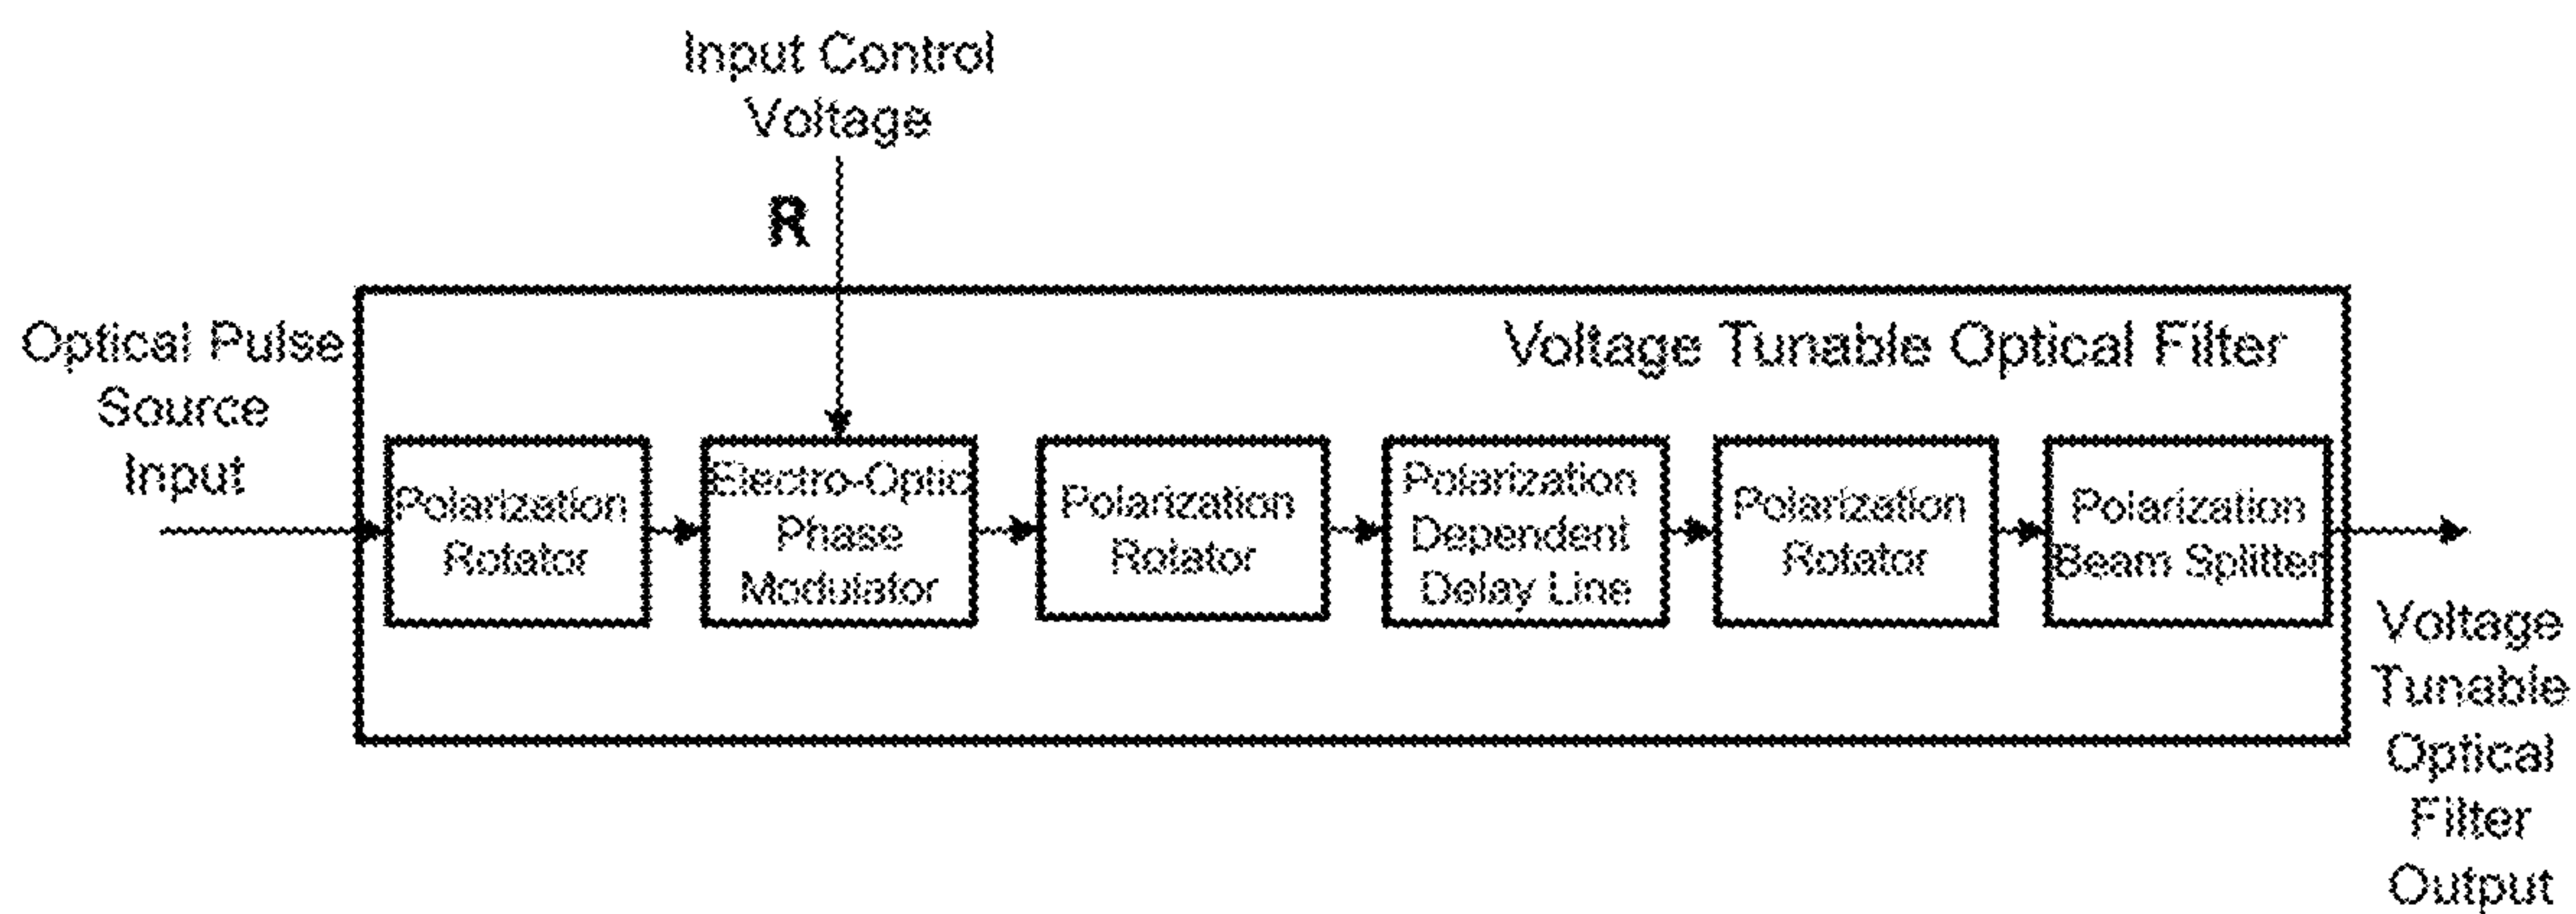 Input Control
Voltage
R
Optical Pulse
Source
Input
Voltage Tunable Optical Filter
Polarization
Rotator
Electro-Optic
Phase
Modulator
Polarization
Rotator
Polarization
Dependent
Delay Line
Polarization
Rotator
Polarization
Beam Splitter
Voltage
Tunable
Optical
Filter
Output